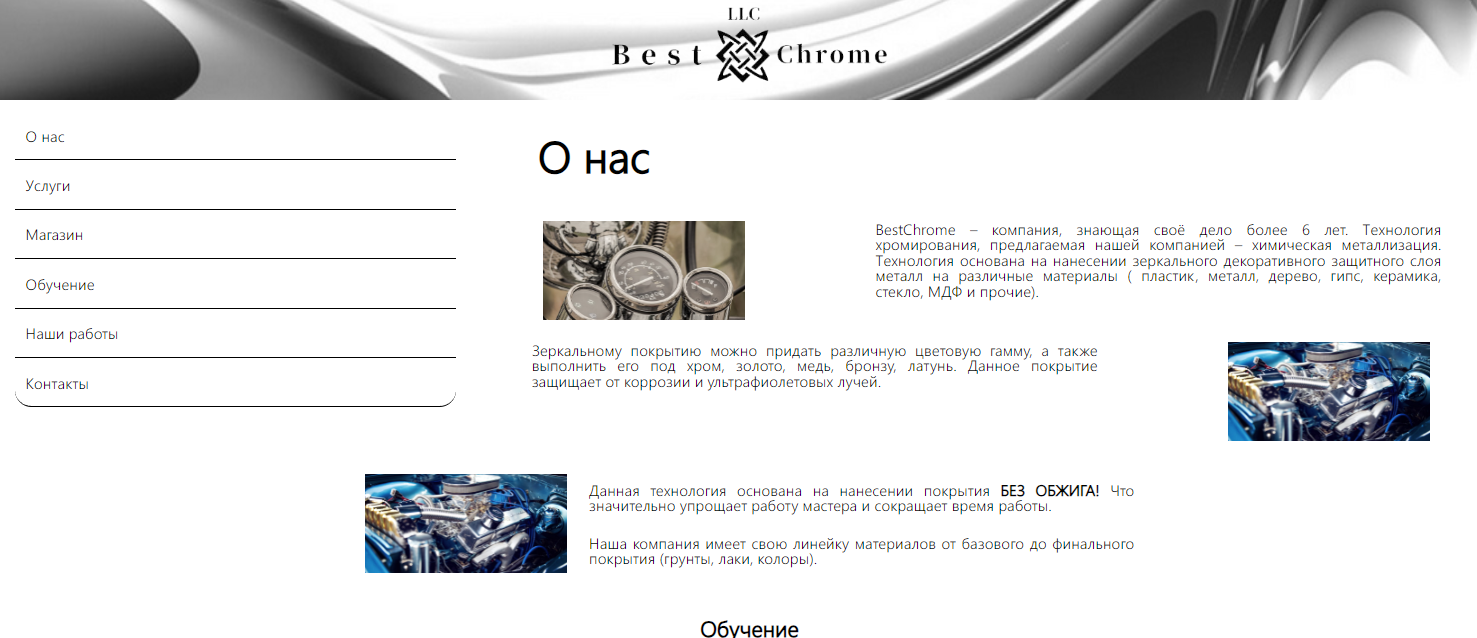 LLC
Best Chrome
О нас
Услуги
Магазин
Обучение
Наши работы
Контакты
О нас
BestChrome – компания, знающая своё дело более 6 лет. Технология
хромирования, предлагаемая нашей компанией – химическая металлизация.
Технология основана на нанесении зеркального декоративного защитного слоя
металл на различные материалы ( пластик, металл, дерево, гипс, керамика,
стекло, МДФ и прочие).
Зеркальному покрытию можно придать различную цветовую гамму, а также
выполнить его под хром, золото, медь, бронзу, латунь. Данное покрытие
защищает от коррозии и ультрафиолетовых лучей.
Данная технология основана на нанесении покрытия БЕЗ ОБЖИГА! Что
значительно упрощает работу мастера и сокращает время работы.
Наша компания имеет свою линейку материалов от базового до финального
покрытия (грунты, лаки, колоры).
Обучение